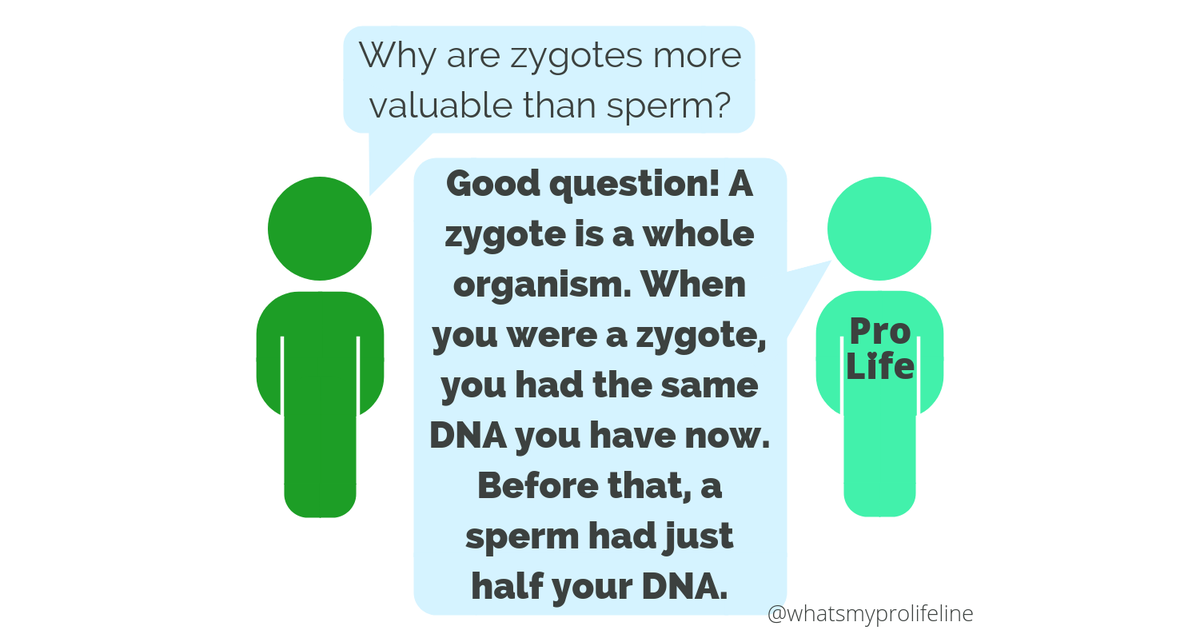 Why are zygotes more
valuable than sperm?
Good question! A
zygote is a whole
organism. When
you were a zygote,
you had the same
DNA you have now.
Before that, a
sperm had just
half your DNA.
Pro
Life
@whatsmyprolifeline